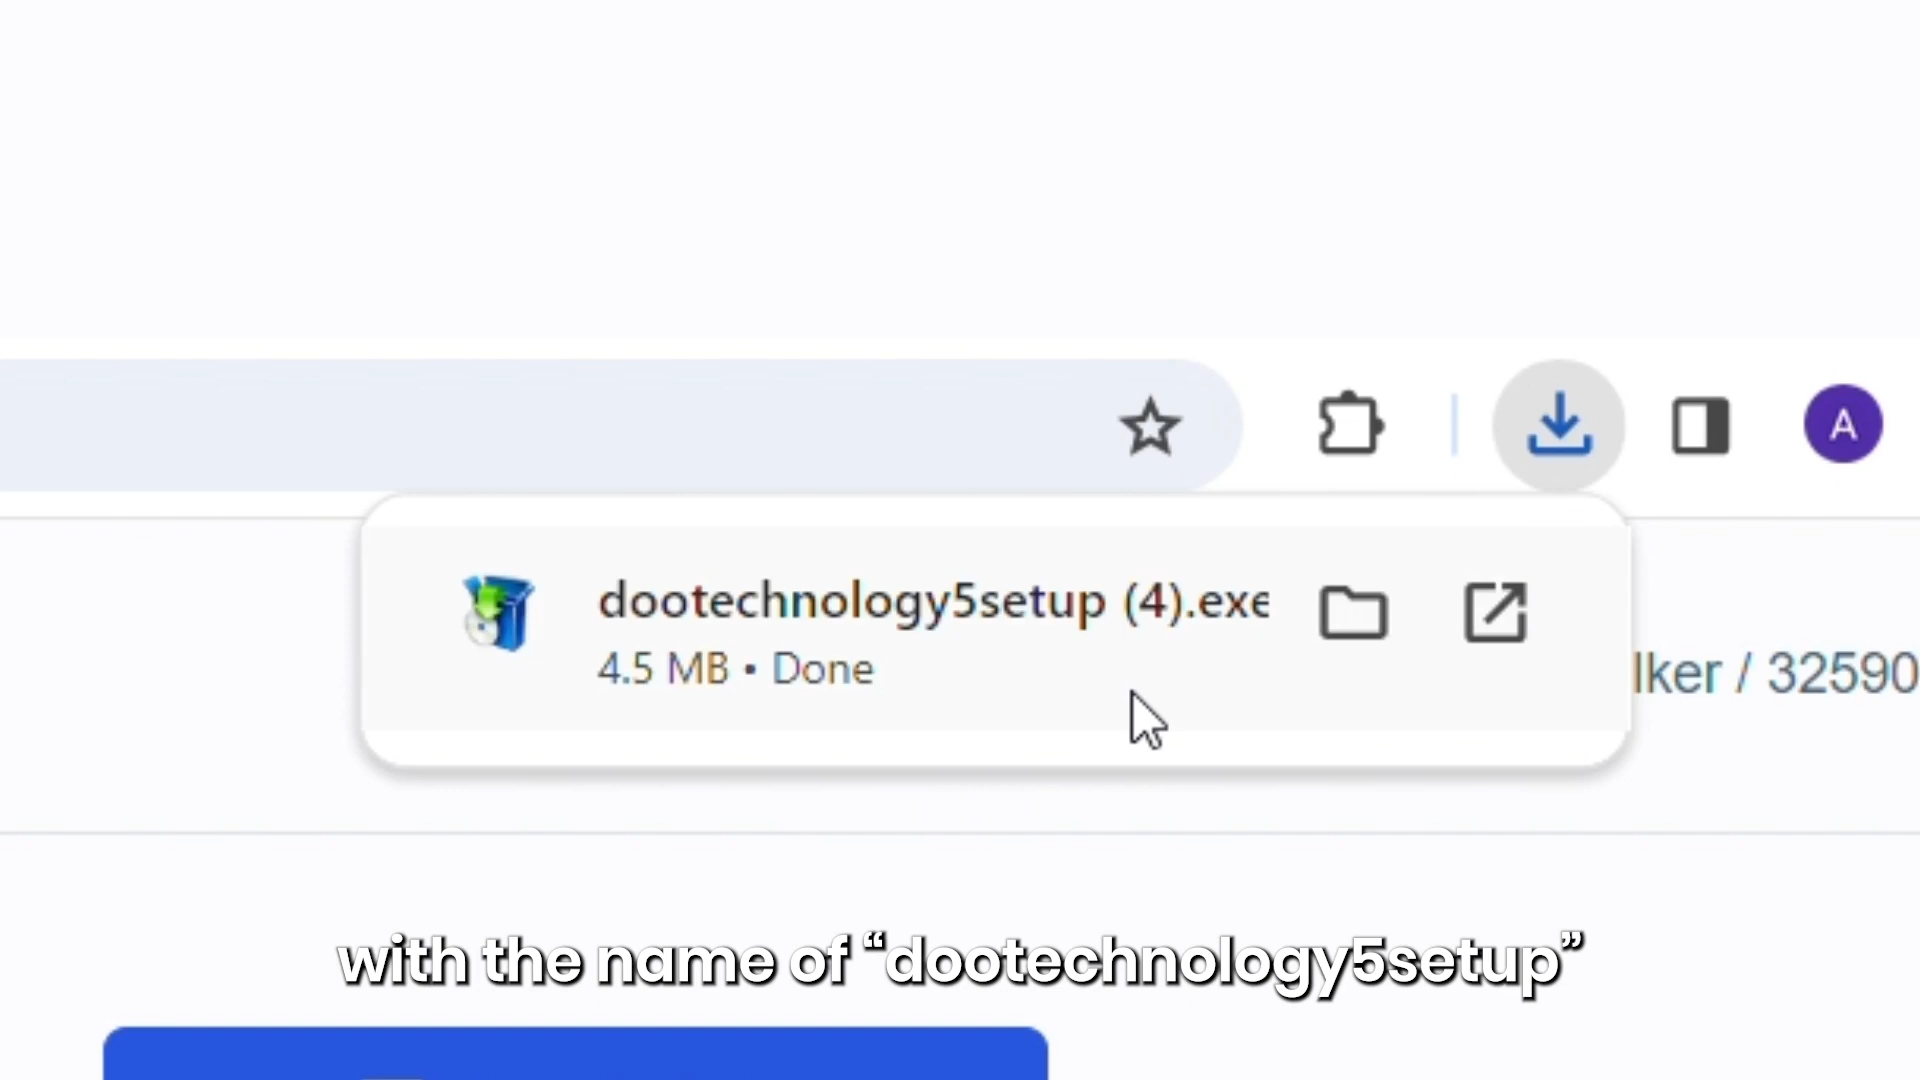 A
dootechnology5setup (4).exe
4.5 MB • Done
lker / 32590
with the name of “dootechnology5setup”